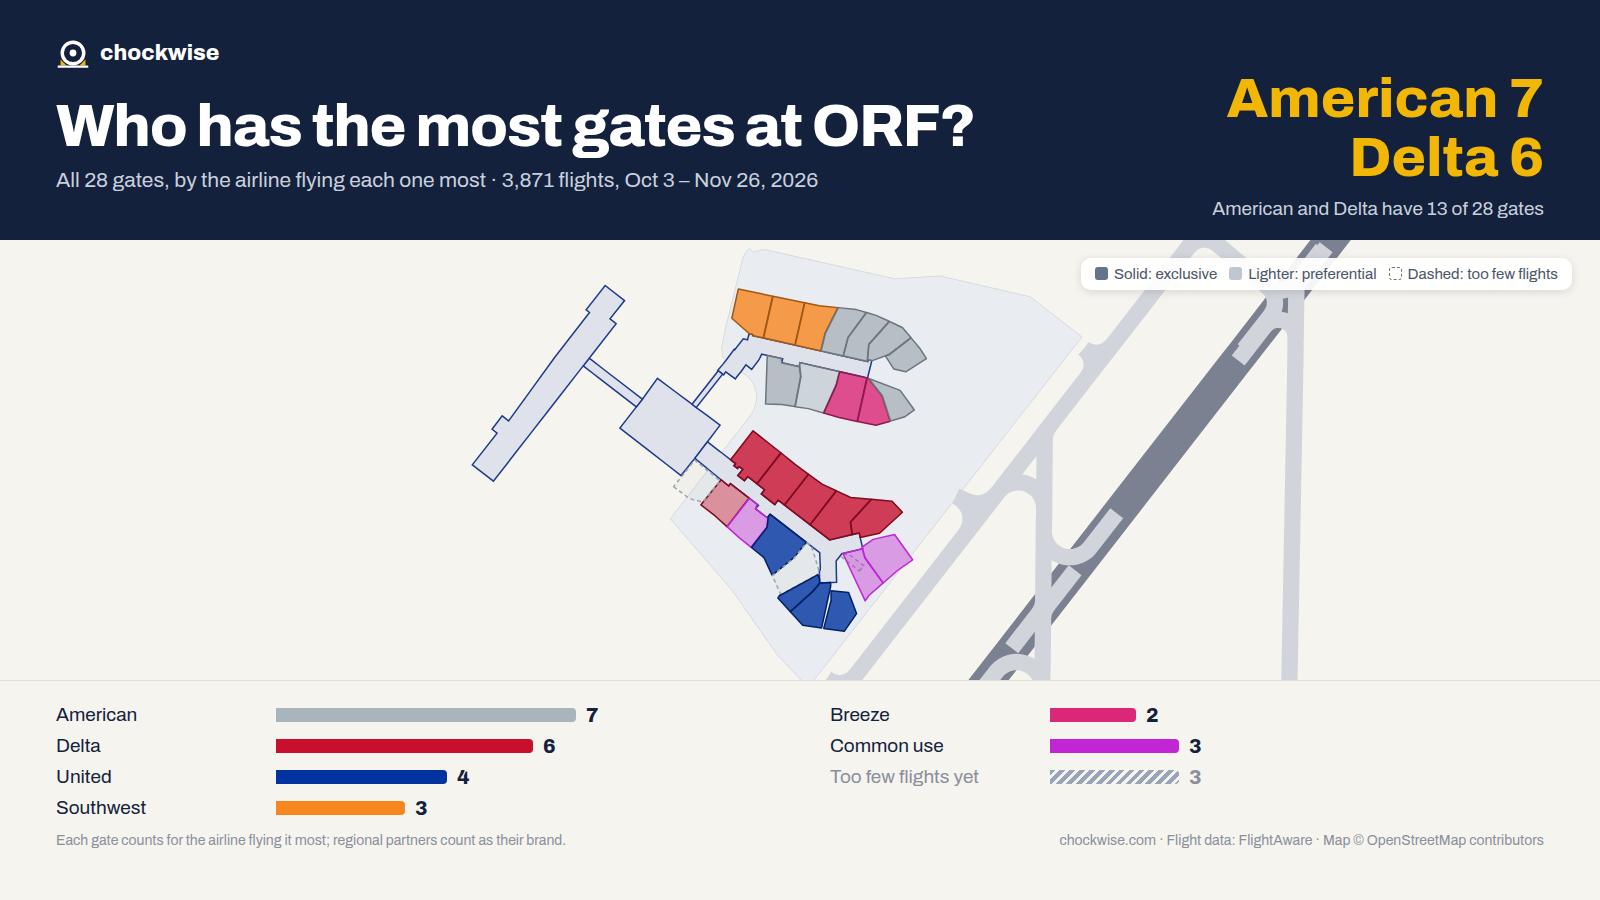 chockwise
Who has the most gates at ORF?
All 28 gates, by the airline flying each one most · 3,871 flights, Oct 3 – Nov 26, 2026
American 7
Delta 6
American and Delta have 13 of 28 gates
Solid: exclusive Lighter: preferential Dashed: too few flights
American 7
Delta 6
United 4
Southwest 3
Breeze 2
Common use 3
Too few flights yet 3
Each gate counts for the airline flying it most; regional partners count as their brand.
chockwise.com · Flight data: FlightAware · Map © OpenStreetMap contributors